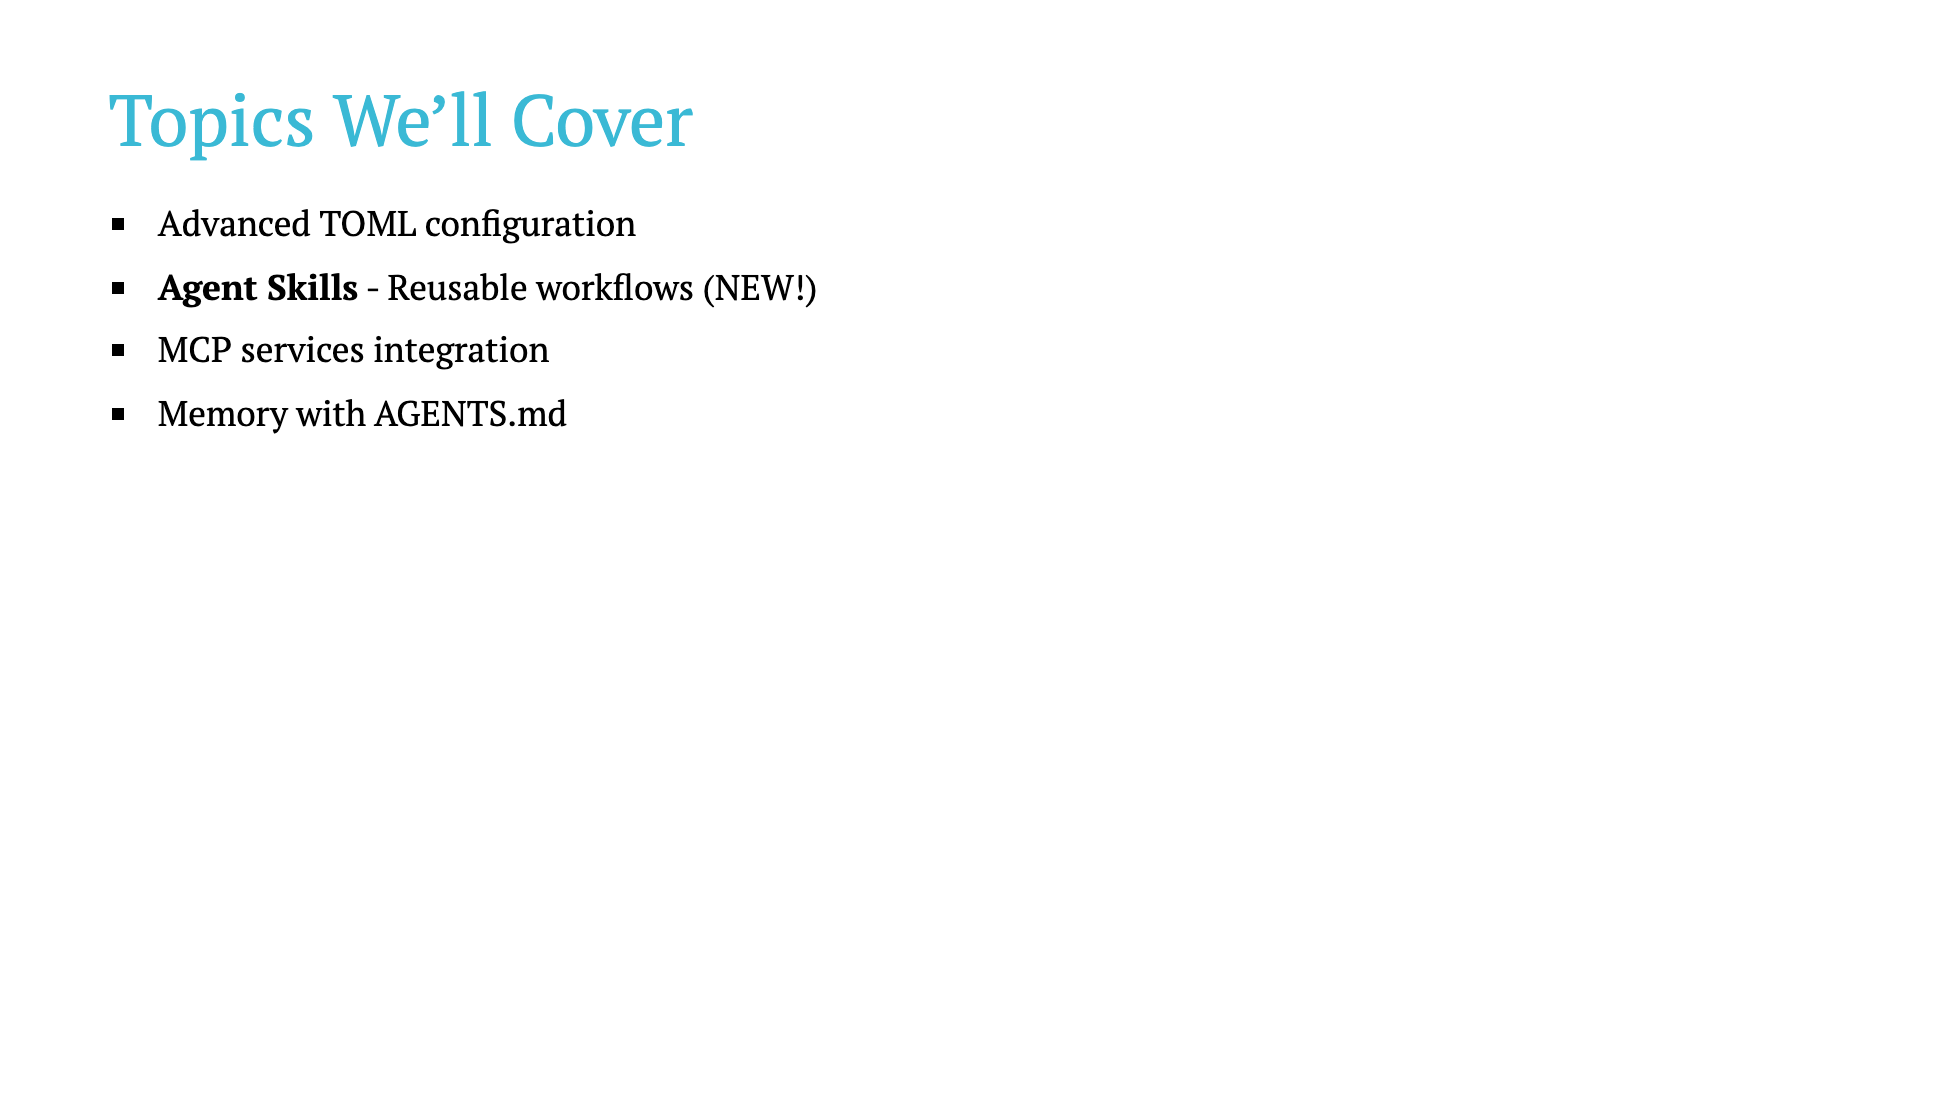 Topics We’ll Cover
▪ Advanced TOML configuration
▪ Agent Skills - Reusable workflows (NEW!)
▪ MCP services integration
▪ Memory with AGENTS.md